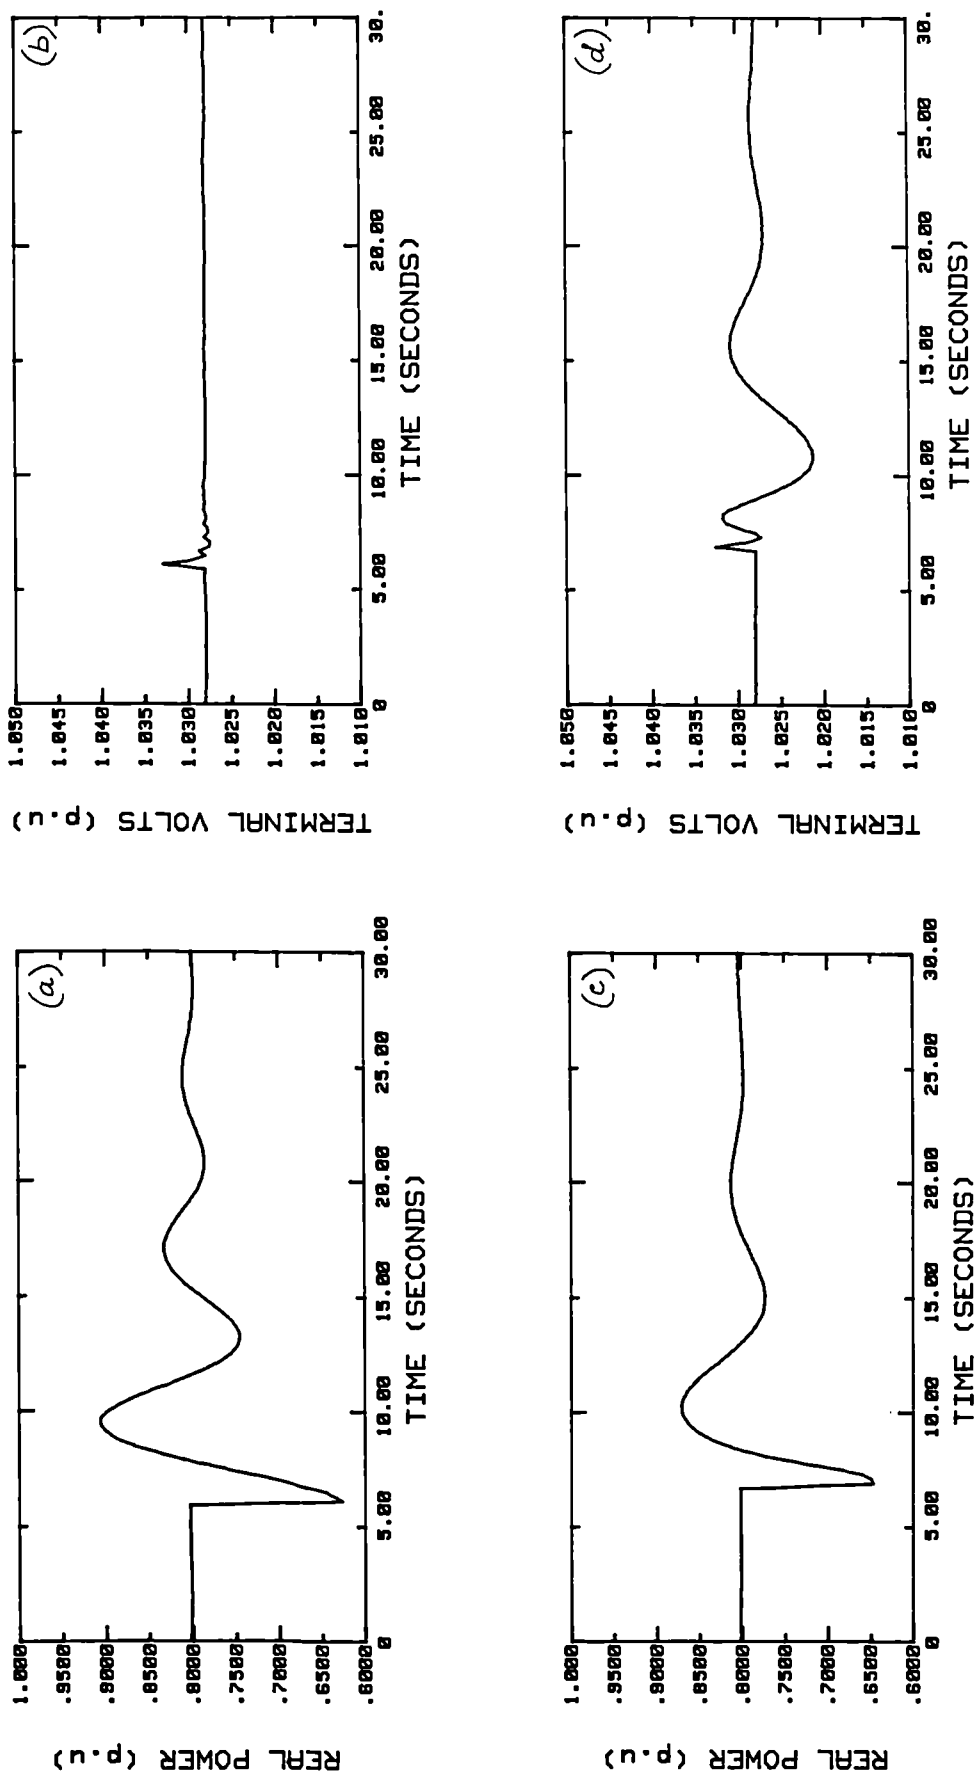 (a)
REAL POWER (p.u)
1.000
.9500
.9000
.8500
.8000
.7500
.7000
.6500
.6000
0 5.00 10.00 15.00 20.00 25.00 30.00
TIME (SECONDS)
(b)
TERMINAL VOLTS (p.u)
1.050
1.045
1.040
1.035
1.030
1.025
1.020
1.015
1.010
0 5.00 10.00 15.00 20.00 25.00 30.
TIME (SECONDS)
(c)
REAL POWER (p.u)
1.000
.9500
.9000
.8500
.8000
.7500
.7000
.6500
.6000
0 5.00 10.00 15.00 20.00 25.00 30.00
TIME (SECONDS)
(d)
TERMINAL VOLTS (p.u)
1.050
1.045
1.040
1.035
1.030
1.025
1.020
1.015
1.010
0 5.00 10.00 15.00 20.00 25.00 30.
TIME (SECONDS)